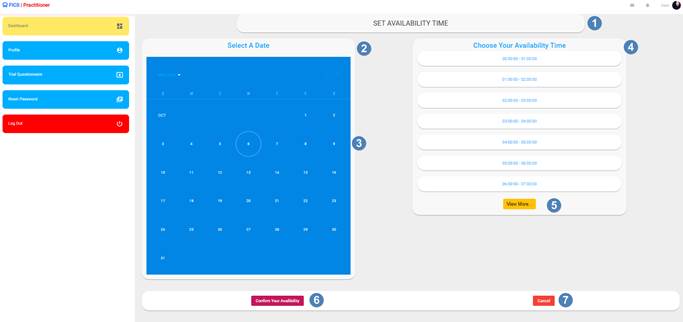 PICS | Practitioner
SET AVAILABILITY TIME
1
Dashboard
Profile
Trial Questionnaire
Reset Password
Log Out
Select A Date
2
S M T W T F S
OCT 1 2
3 4 5 6 7 8 9
3
10 11 12 13 14 15 16
17 18 19 20 21 22 23
24 25 26 27 28 29 30
31
Choose Your Availability Time
4
00:00:00 - 01:00:00
01:00:00 - 02:00:00
02:00:00 - 03:00:00
03:00:00 - 04:00:00
04:00:00 - 05:00:00
05:00:00 - 06:00:00
06:00:00 - 07:00:00
View More
5
Confirm Your Availibility
6
Cancel
7